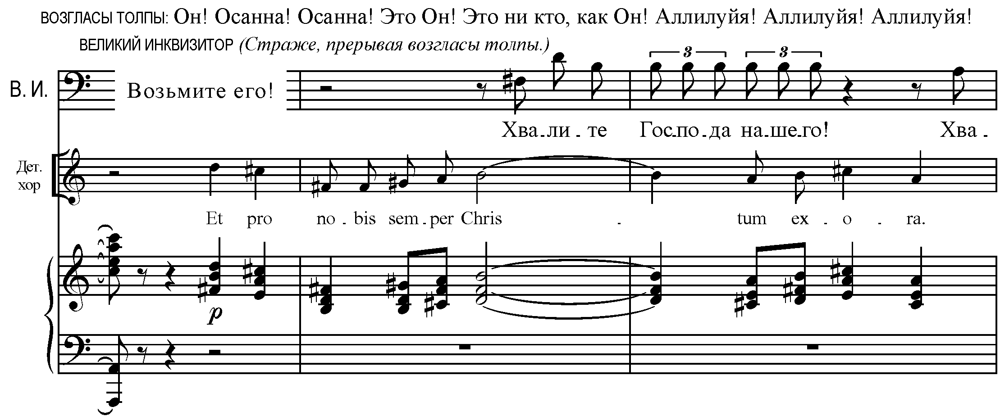 ВОЗГЛАСЫ ТОЛПЫ: Он! Осанна! Осанна! Это Он! Это ни кто, как Он! Аллилуйя! Аллилуйя! Аллилуйя!
ВЕЛИКИЙ ИНКВИЗИТОР (Страже, прерывая возгласы толпы.)
3 3
В. И. Возьмите его!
Хва-ли-те Гос-по-да на-ше-го! Хва-
Дет.
хор
Et pro no-bis sem-per Chris - tum ex-o-ra.
p